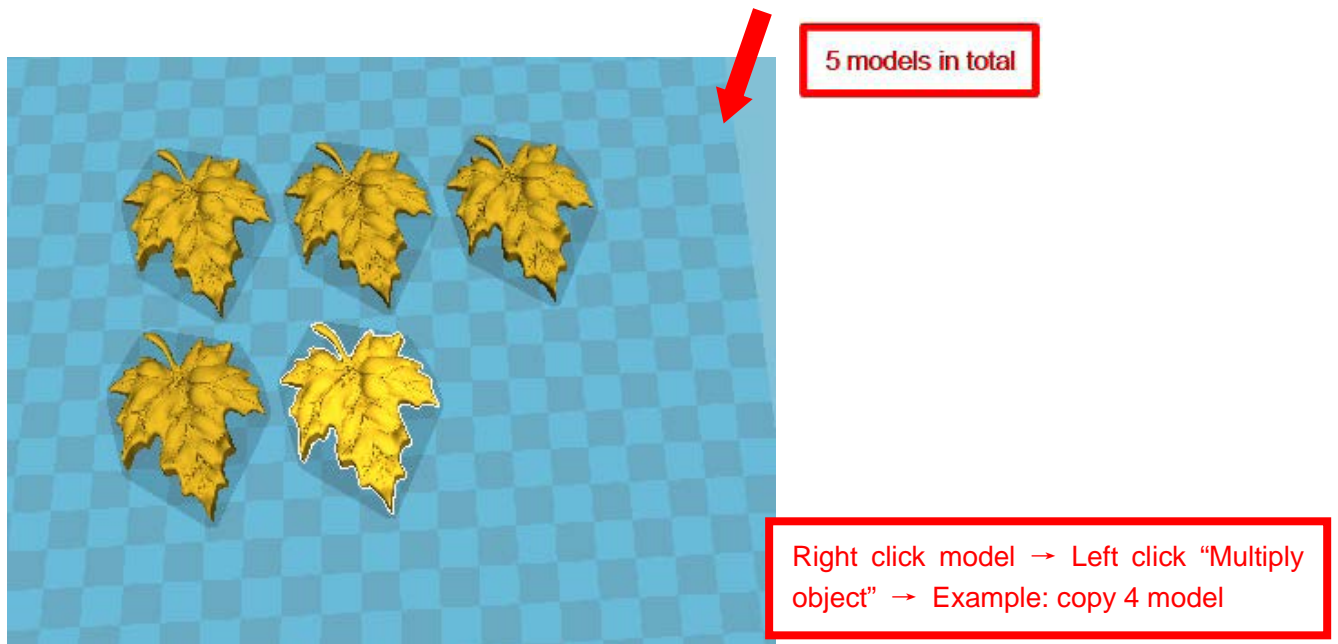 5 models in total
Right click model → Left click “Multiply
object” → Example: copy 4 model